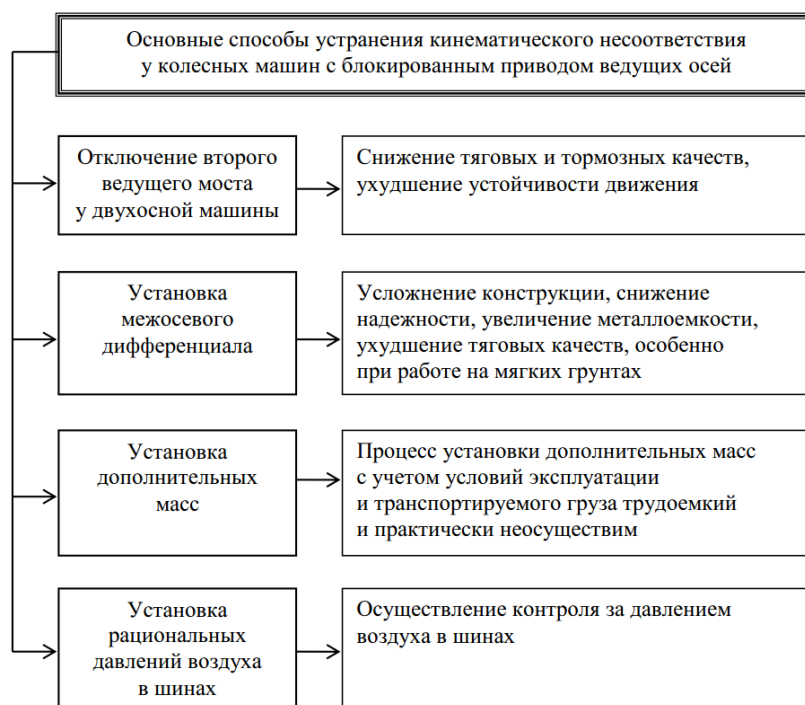 Основные способы устранения кинематического несоответствия
у колесных машин с блокированным приводом ведущих осей
Отключение второго
ведущего моста
у двухосной машины
Снижение тяговых и тормозных качеств,
ухудшение устойчивости движения
Установка
межосевого
дифференциала
Усложнение конструкции, снижение
надежности, увеличение металлоемкости,
ухудшение тяговых качеств, особенно
при работе на мягких грунтах
Установка
дополнительных
масс
Процесс установки дополнительных масс
с учетом условий эксплуатации
и транспортируемого груза трудоемкий
и практически неосуществим
Установка
рациональных
давлений воздуха
в шинах
Осуществление контроля за давлением
воздуха в шинах